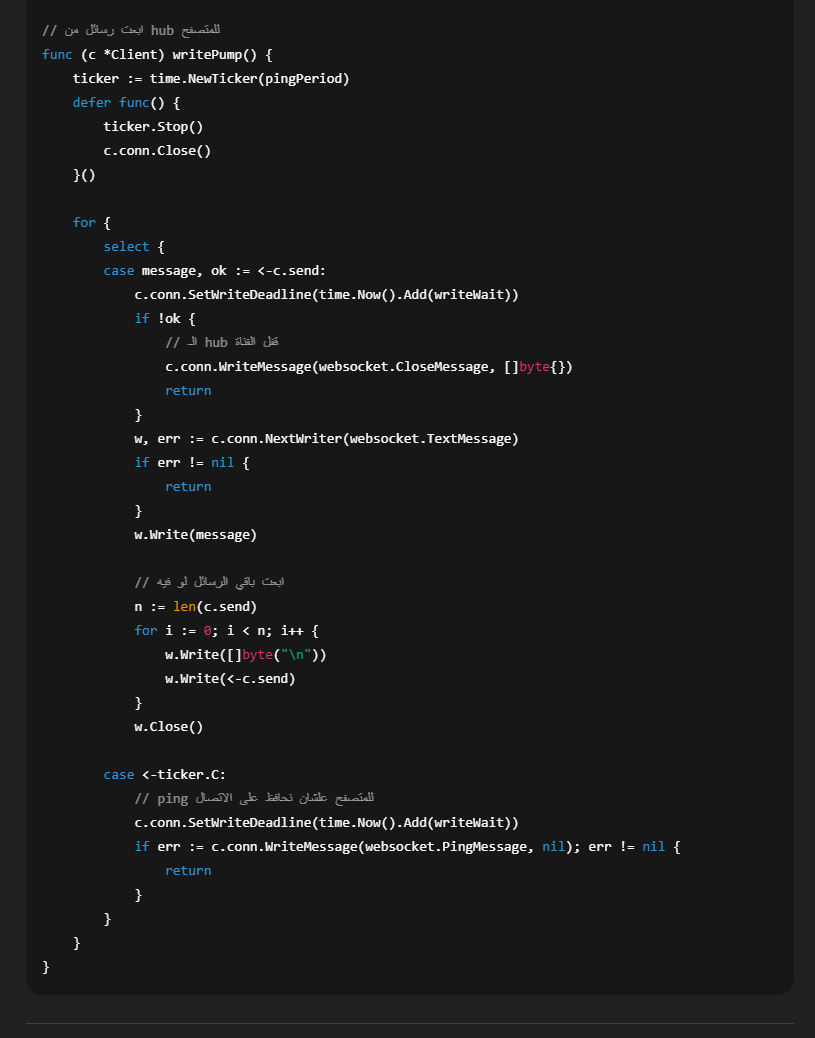 // ابعت رسائل من hub للمتصفح
func (c *Client) writePump() {
    ticker := time.NewTicker(pingPeriod)
    defer func() {
        ticker.Stop()
        c.conn.Close()
    }()

    for {
        select {
        case message, ok := <-c.send:
            c.conn.SetWriteDeadline(time.Now().Add(writeWait))
            if !ok {
                // الـ hub قفل القناة
                c.conn.WriteMessage(websocket.CloseMessage, []byte{})
                return
            }
            w, err := c.conn.NextWriter(websocket.TextMessage)
            if err != nil {
                return
            }
            w.Write(message)

            // ابعت باقي الرسائل لو فيه
            n := len(c.send)
            for i := 0; i < n; i++ {
                w.Write([]byte("\n"))
                w.Write(<-c.send)
            }
            w.Close()

        case <-ticker.C:
            // ping للمتصفح علشان نحافظ على الاتصال
            c.conn.SetWriteDeadline(time.Now().Add(writeWait))
            if err := c.conn.WriteMessage(websocket.PingMessage, nil); err != nil {
                return
            }
        }
    }
}